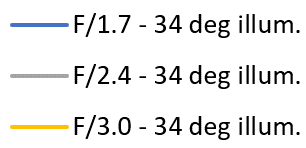 F/1.7 - 34 deg illum.
F/2.4 - 34 deg illum.
F/3.0 - 34 deg illum.